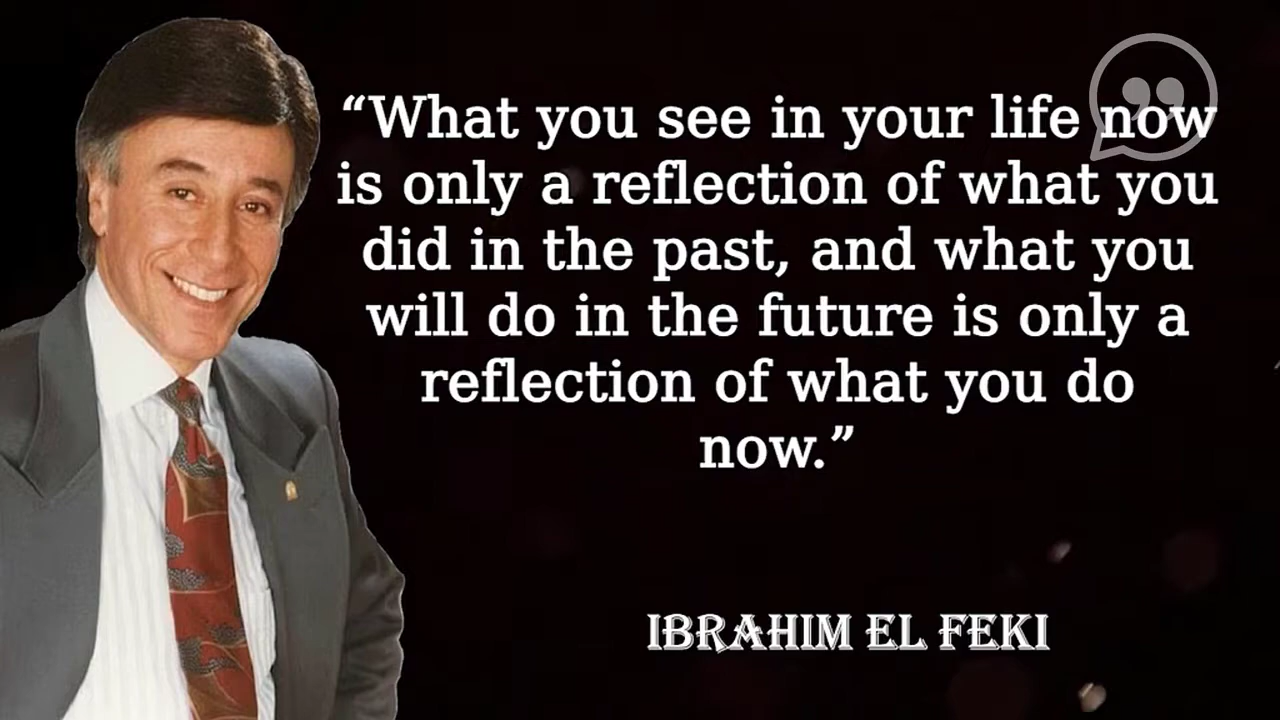 “What you see in your life now
is only a reflection of what you
did in the past, and what you
will do in the future is only a
reflection of what you do
now.”
IBRAHIM EL FEKI